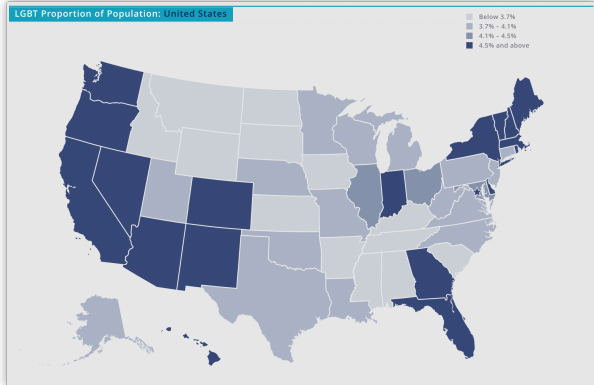 LGBT Proportion of Population: United States
Below 3.7%
3.7% – 4.1%
4.1% – 4.5%
4.5% and above